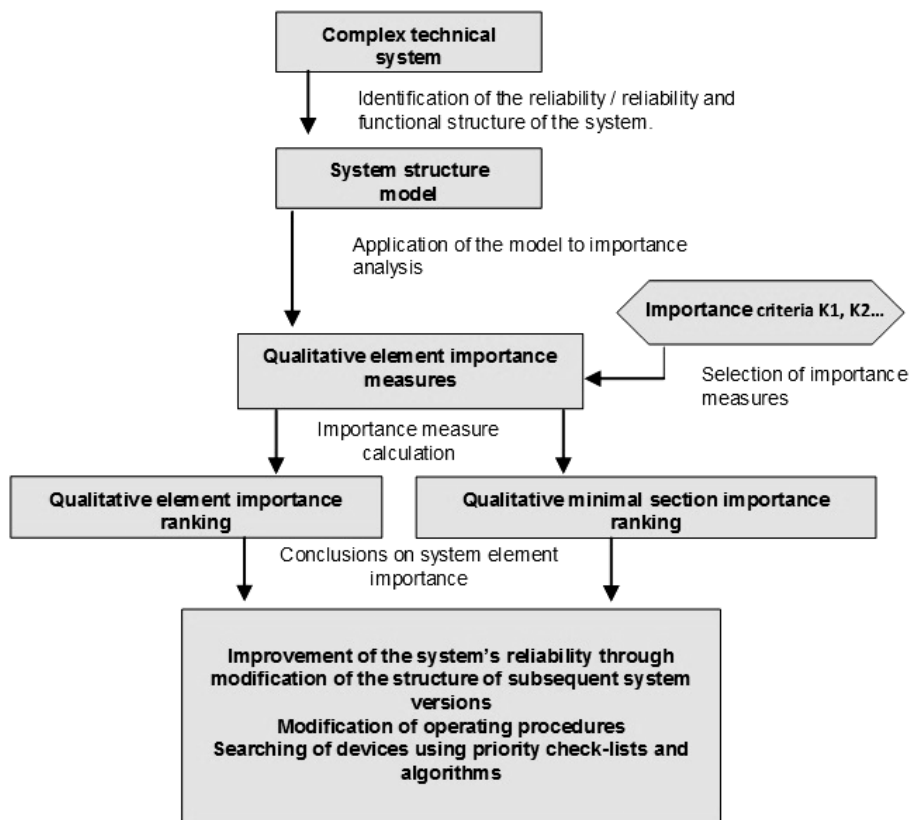 Complex technical
system
Identification of the reliability / reliability and
functional structure of the system.
System structure
model
Application of the model to importance
analysis
Importance criteria K1, K2...
Qualitative element importance
measures
Selection of importance
measures
Importance measure
calculation
Qualitative element importance
ranking
Qualitative minimal section importance
ranking
Conclusions on system element
importance
Improvement of the system's reliability through
modification of the structure of subsequent system
versions
Modification of operating procedures
Searching of devices using priority check-lists and
algorithms